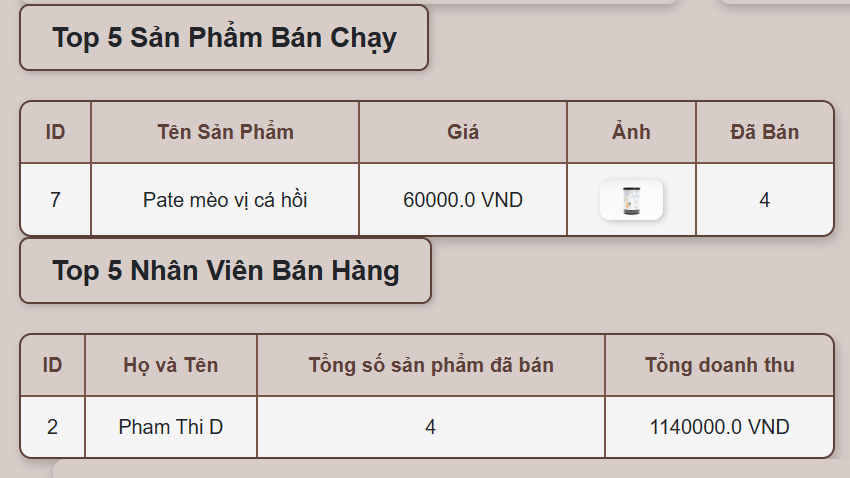 Top 5 Sản Phẩm Bán Chạy
ID Tên Sản Phẩm Giá Ảnh Đã Bán
7 Pate mèo vị cá hồi 60000.0 VND 4
Top 5 Nhân Viên Bán Hàng
ID Họ và Tên Tổng số sản phẩm đã bán Tổng doanh thu
2 Pham Thi D 4 1140000.0 VND